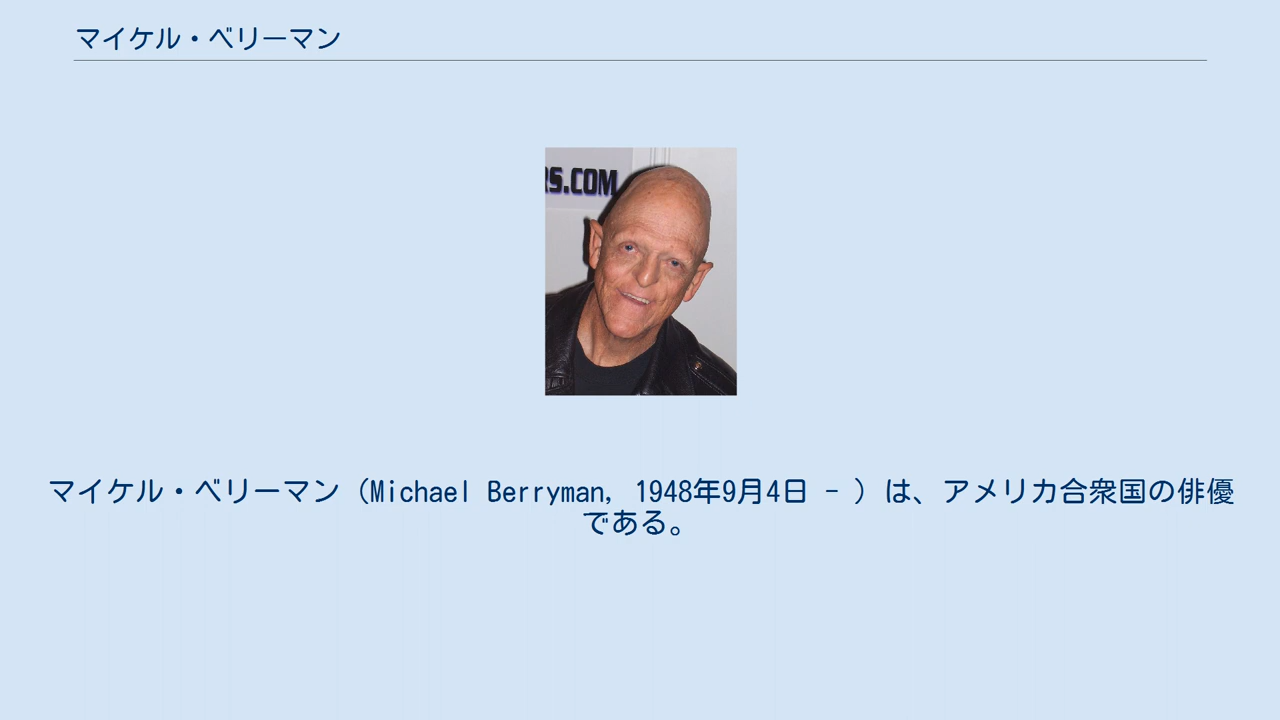 マイケル・ベリーマン
RS.COM
マイケル・ベリーマン（Michael Berryman, 1948年9月4日 - ）は、アメリカ合衆国の俳優
である。